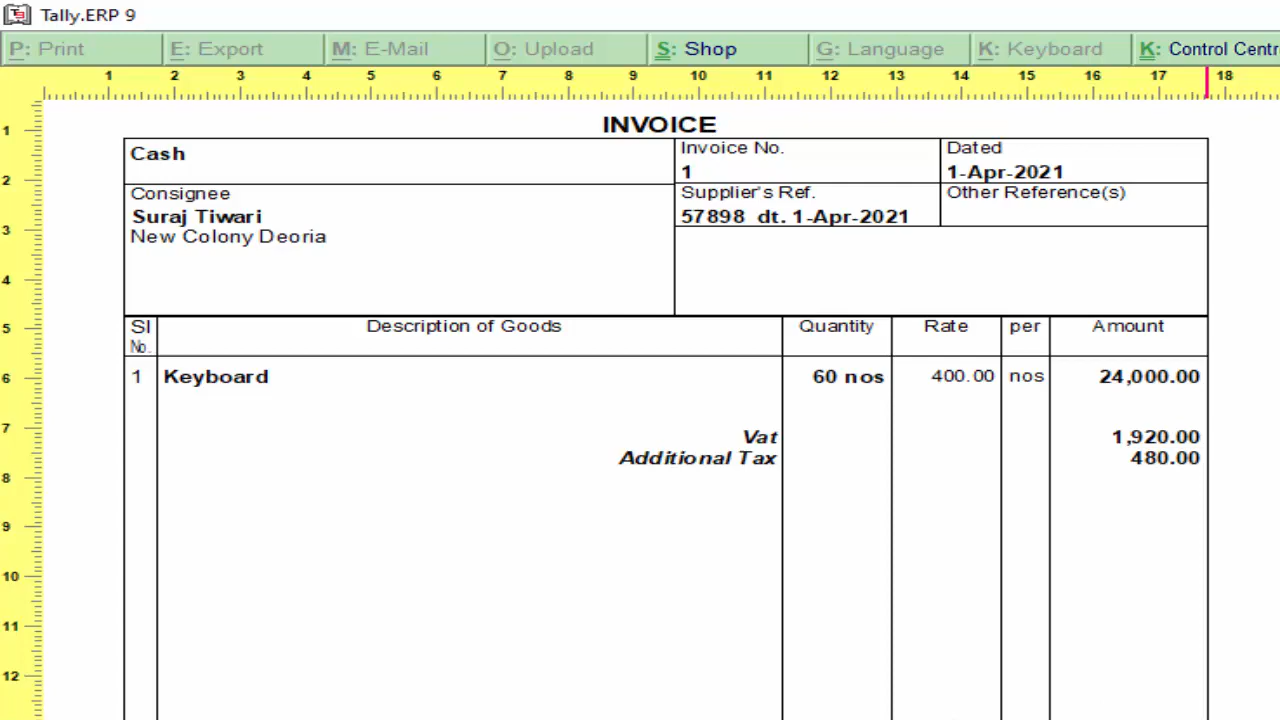 Tally.ERP 9
P: Print E: Export M: E-Mail O: Upload S: Shop G: Language K: Keyboard K: Control Centr
1 2 3 4 5 6 7 8 9 10 11 12 13 14 15 16 17 18
INVOICE
Cash
Invoice No.
1
Dated
1-Apr-2021
Consignee
Suraj Tiwari
New Colony Deoria
Supplier's Ref.
57898 dt. 1-Apr-2021
Other Reference(s)
Sl No. Description of Goods Quantity Rate per Amount
1 Keyboard 60 nos 400.00 nos 24,000.00
Vat 1,920.00
Additional Tax 480.00
1
2
3
4
5
6
7
8
9
10
11
12